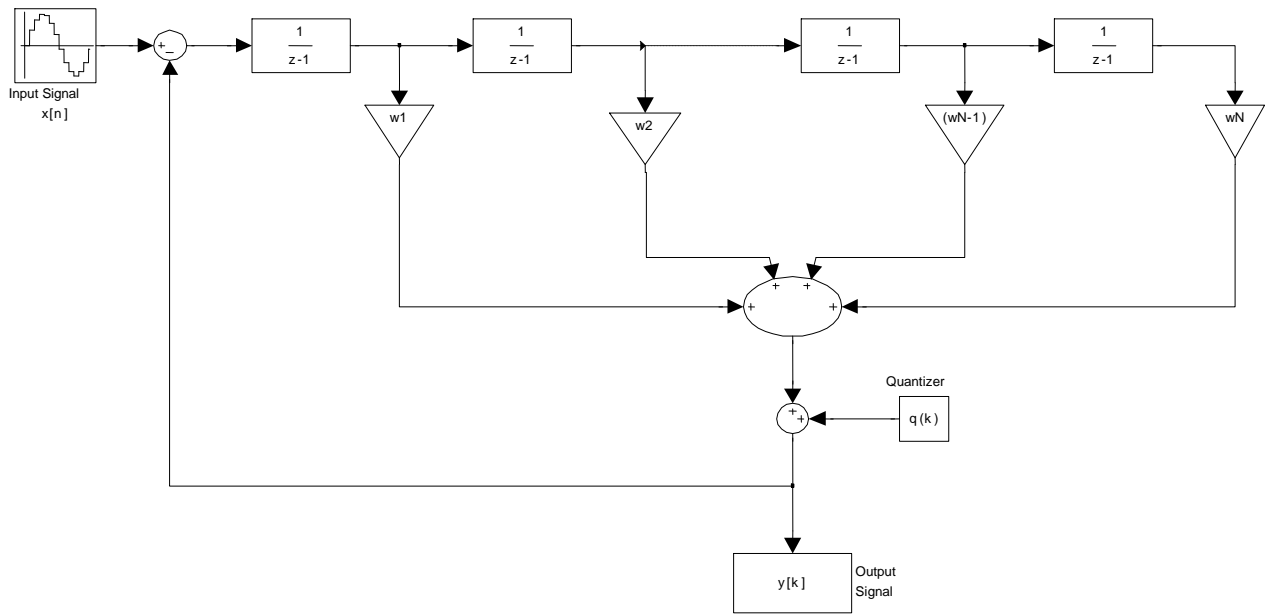 1
z-1
1
z-1
1
z-1
1
z-1
+
_
Input Signal
x[n]
w1
w2
(wN-1)
wN
+
+
+
+
Quantizer
+
+
q(k)
y[k]
Output
Signal